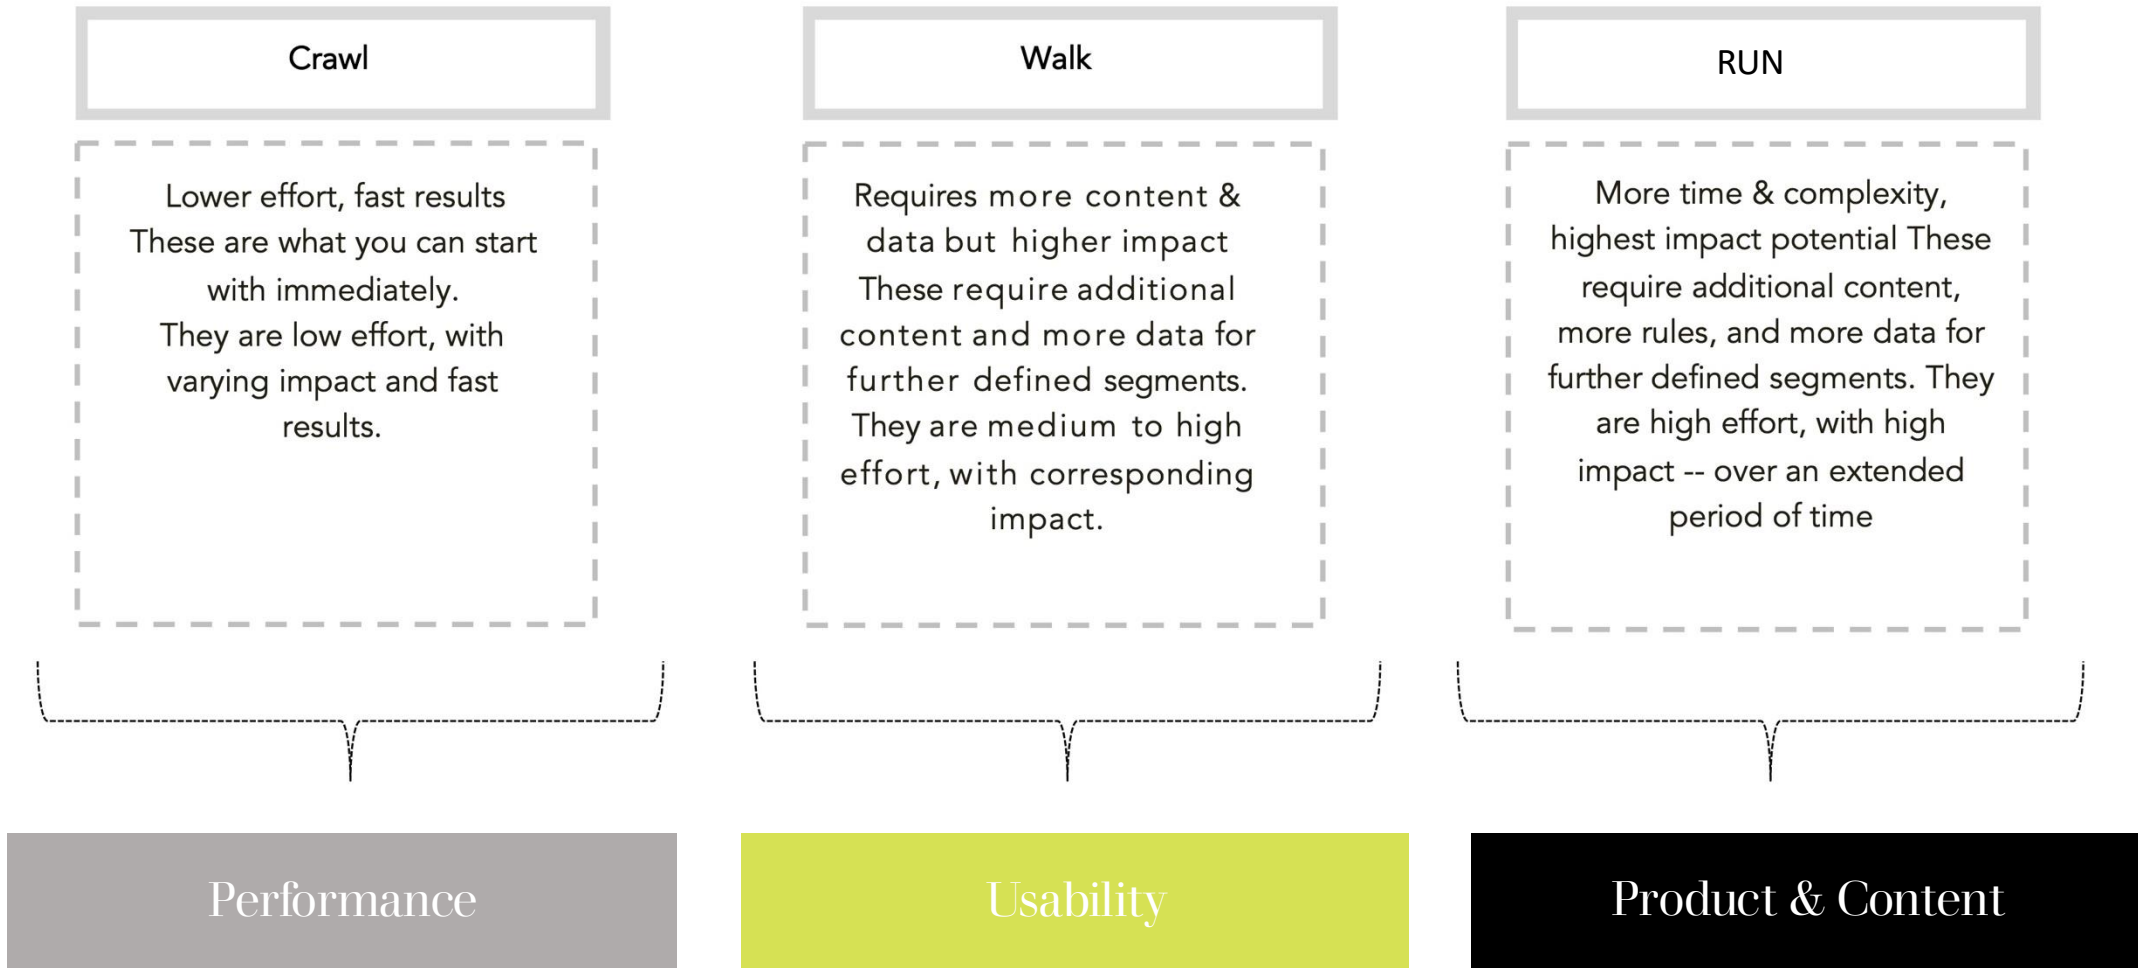 Crawl
Lower effort, fast results
These are what you can start
with immediately.
They are low effort, with
varying impact and fast
results.
Performance
Walk
Requires more content &
data but higher impact
These require additional
content and more data for
further defined segments.
They are medium to high
effort, with corresponding
impact.
Usability
RUN
More time & complexity,
highest impact potential These
require additional content,
more rules, and more data for
further defined segments. They
are high effort, with high
impact -- over an extended
period of time
Product & Content